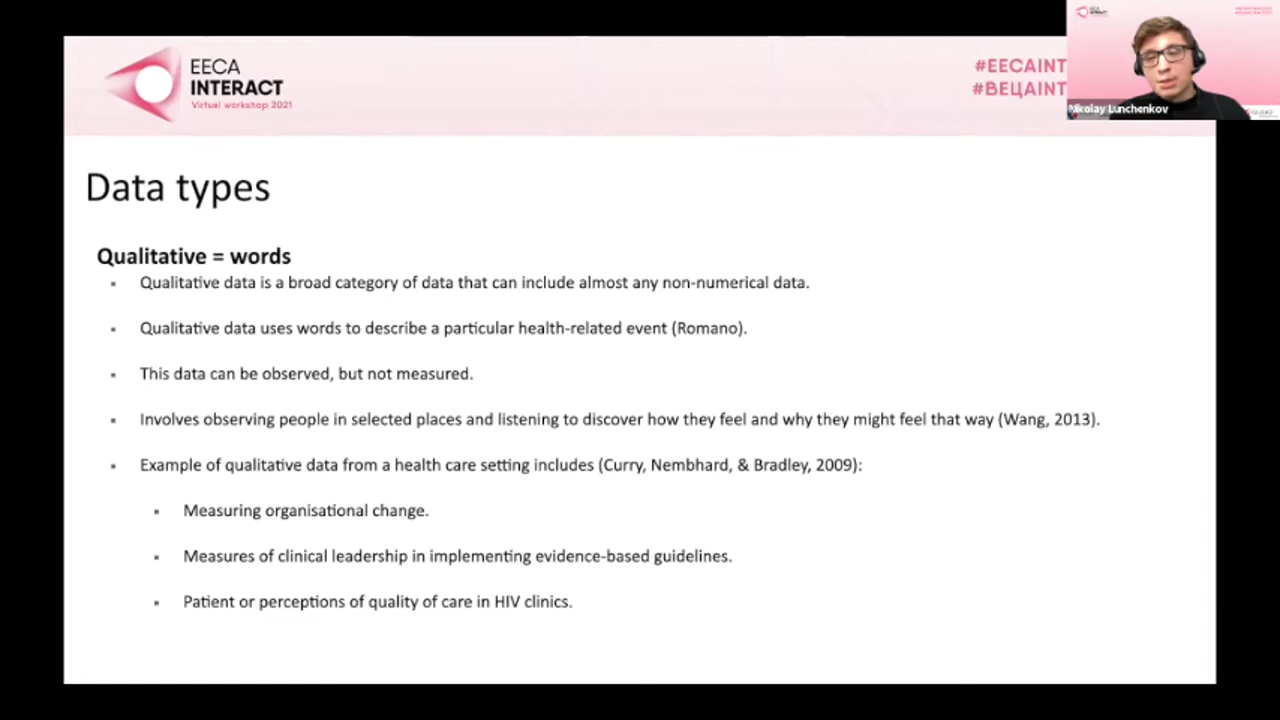 EECA
INTERACT
Virtual workshop 2021
#EECAINT
#ВЕЦАINT
Nikolay Lunchenkov
Data types
Qualitative = words
Qualitative data is a broad category of data that can include almost any non-numerical data.
Qualitative data uses words to describe a particular health-related event (Romano).
This data can be observed, but not measured.
Involves observing people in selected places and listening to discover how they feel and why they might feel that way (Wang, 2013).
Example of qualitative data from a health care setting includes (Curry, Nembhard, & Bradley, 2009):
Measuring organisational change.
Measures of clinical leadership in implementing evidence-based guidelines.
Patient or perceptions of quality of care in HIV clinics.